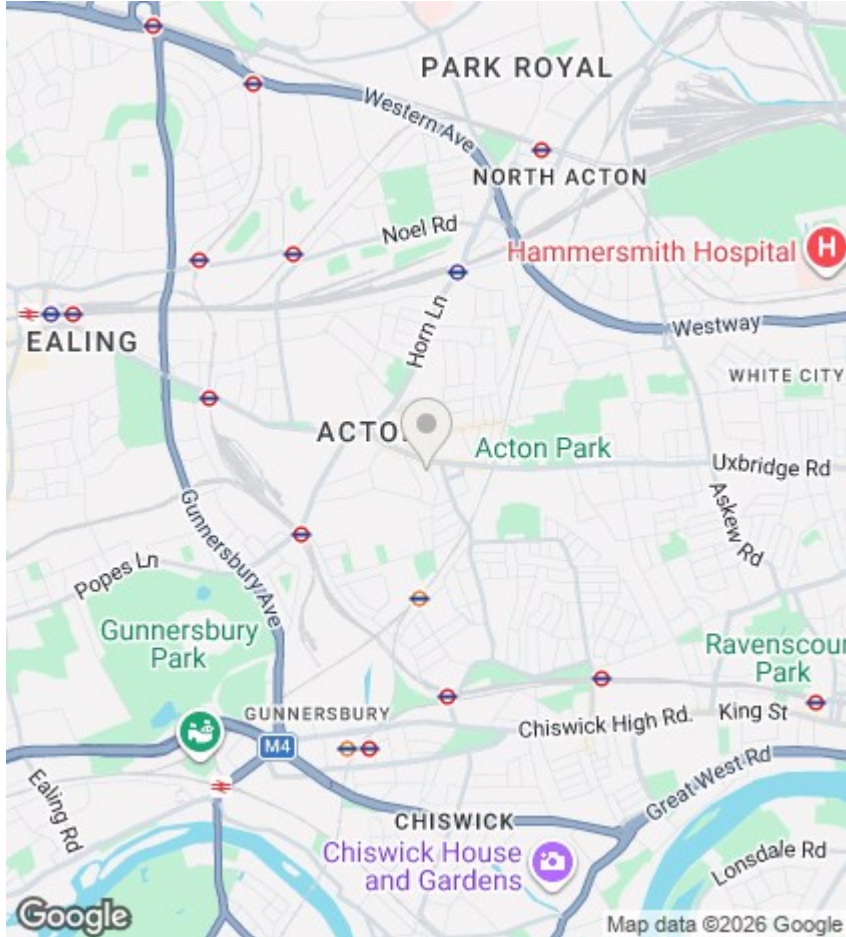 PARK ROYAL
Western Ave
NORTH ACTON
Noel Rd
Hammersmith Hospital
H
Horn Ln
EALING
Westway
WHITE CITY
ACTO
Acton Park
Uxbridge Rd
Gunnersbury Ave
Askew Rd
Popes Ln
Gunnersbury
Park
Ravenscour
Park
GUNNERSBURY
Chiswick High Rd.
King St
M4
Great West Rd
Ealing Rd
CHISWICK
Chiswick House
and Gardens
Lonsdale Rd
Google
Map data ©2026 Google